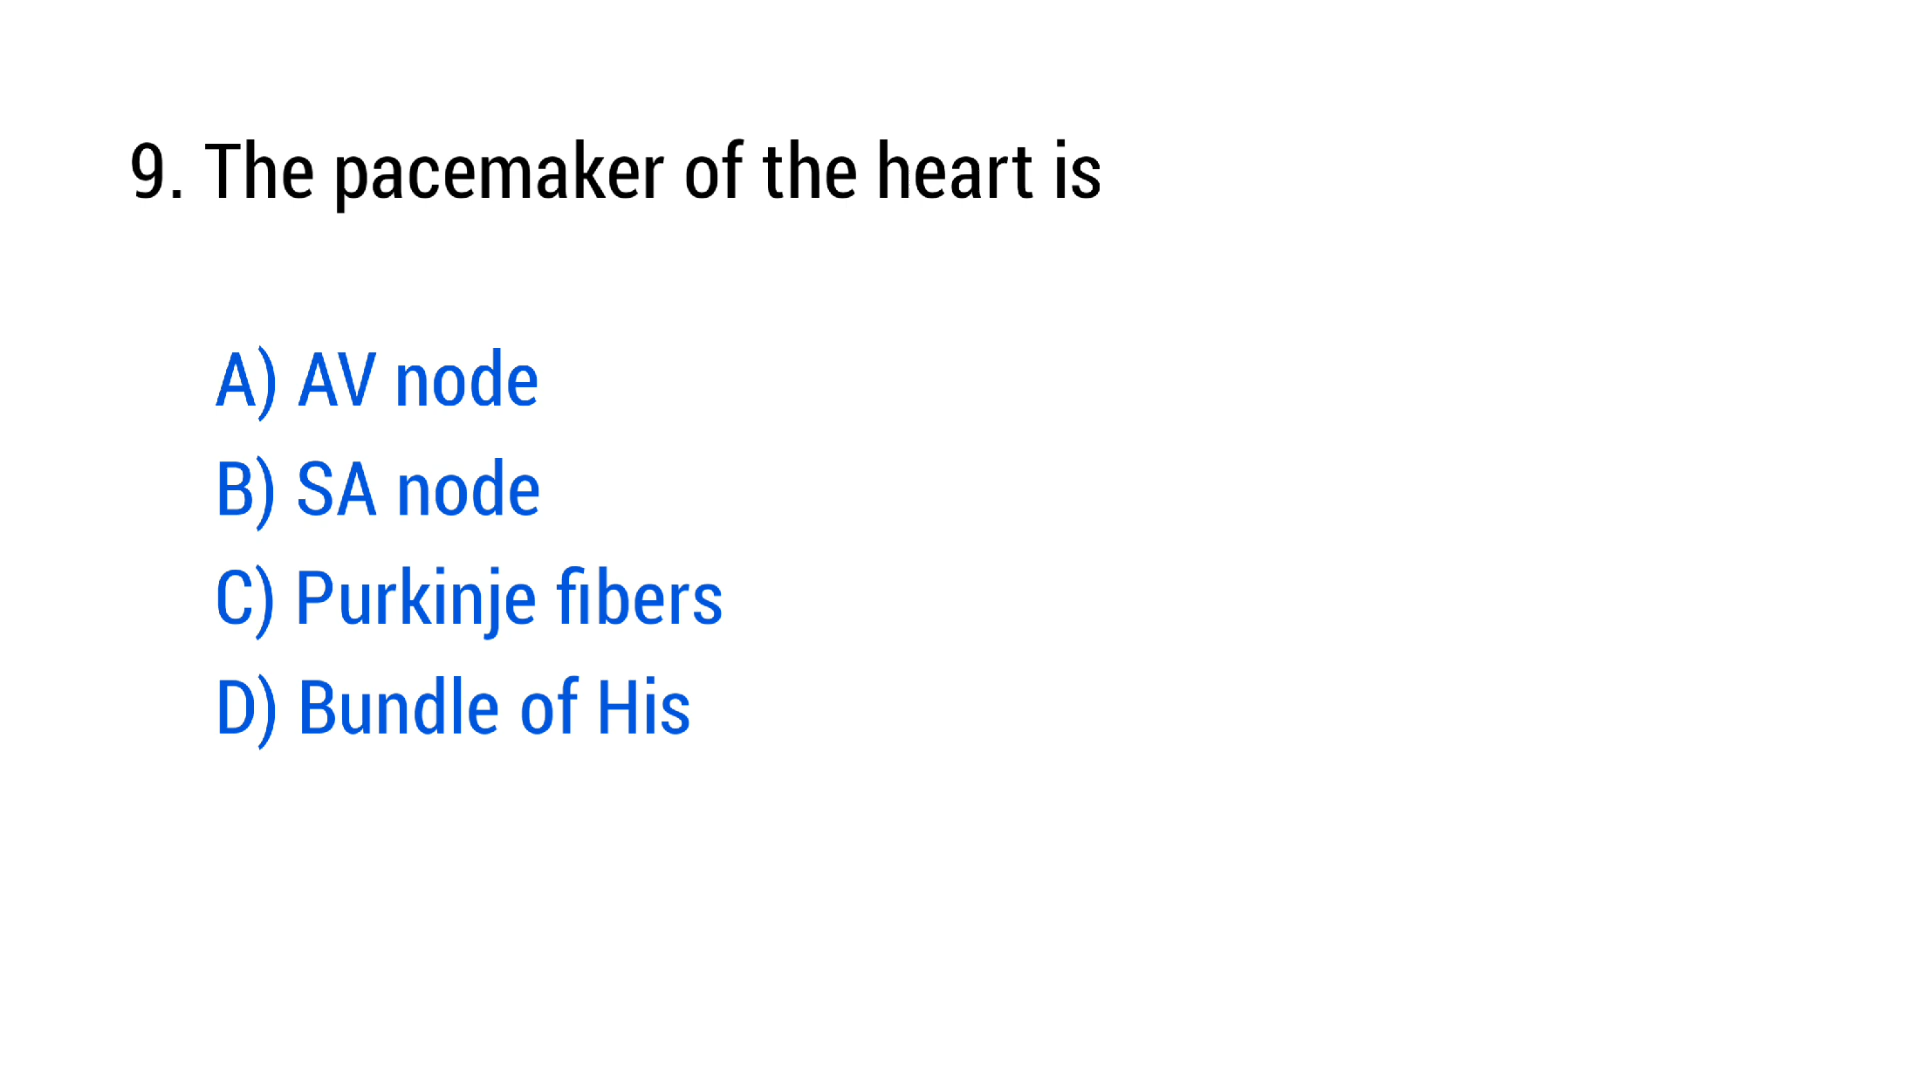 9. The pacemaker of the heart is
A) AV node
B) SA node
C) Purkinje fibers
D) Bundle of His